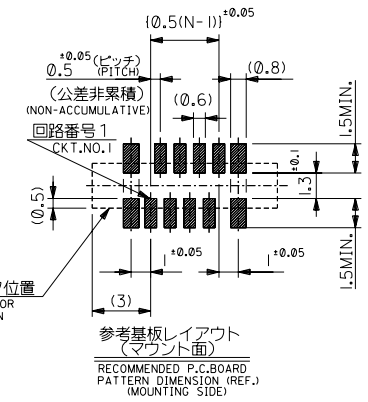 {0.5(N-1)}±0.05
0.5±0.05 (ピッチ)
(PITCH)
(0.8)
(公差非累積)
(NON-ACCUMULATIVE)
(0.6)
回路番号1
CKT.NO.1
1.5MIN.
1.3±0.1
(0.5)
1.5MIN.
位置
OR
N
1±0.05
1±0.05
(3)
参考基板レイアウト
(マウント面)
RECOMMENDED P.C.BOARD
PATTERN DIMENSION (REF.)
(MOUNTING SIDE)